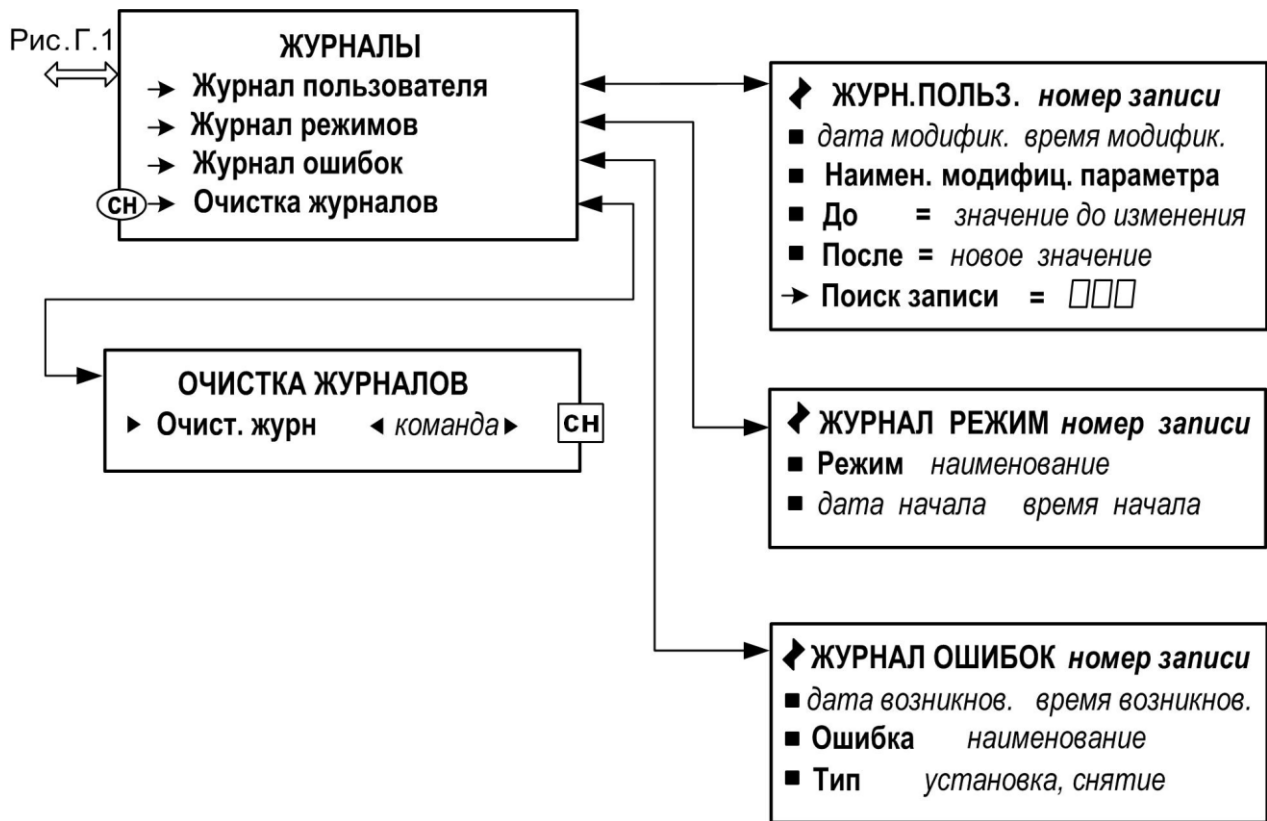 Рис.Г.1
ЖУРНАЛЫ
Журнал пользователя
Журнал режимов
Журнал ошибок
СН Очистка журналов
ОЧИСТКА ЖУРНАЛОВ
Очист. журн команда СН
ЖУРН.ПОЛЬЗ. номер записи
дата модифик. время модифик.
Наимен. модифиц. параметра
До = значение до изменения
После = новое значение
Поиск записи =
ЖУРНАЛ РЕЖИМ номер записи
Режим наименование
дата начала время начала
ЖУРНАЛ ОШИБОК номер записи
дата возникнов. время возникнов.
Ошибка наименование
Тип установка, снятие